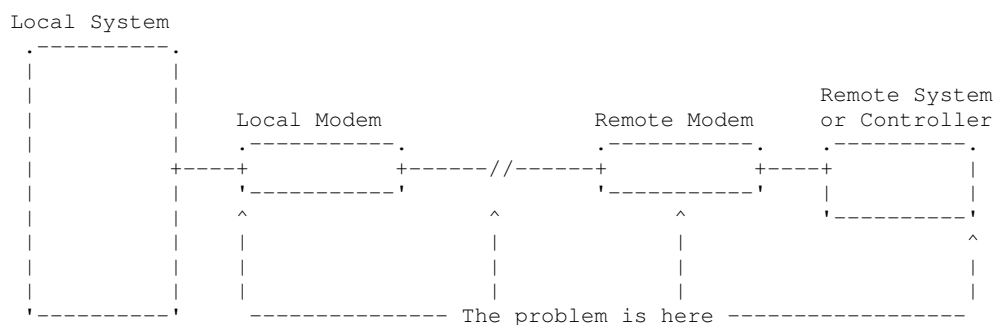 Local System
Remote System
Local Modem Remote Modem or Controller
The problem is here